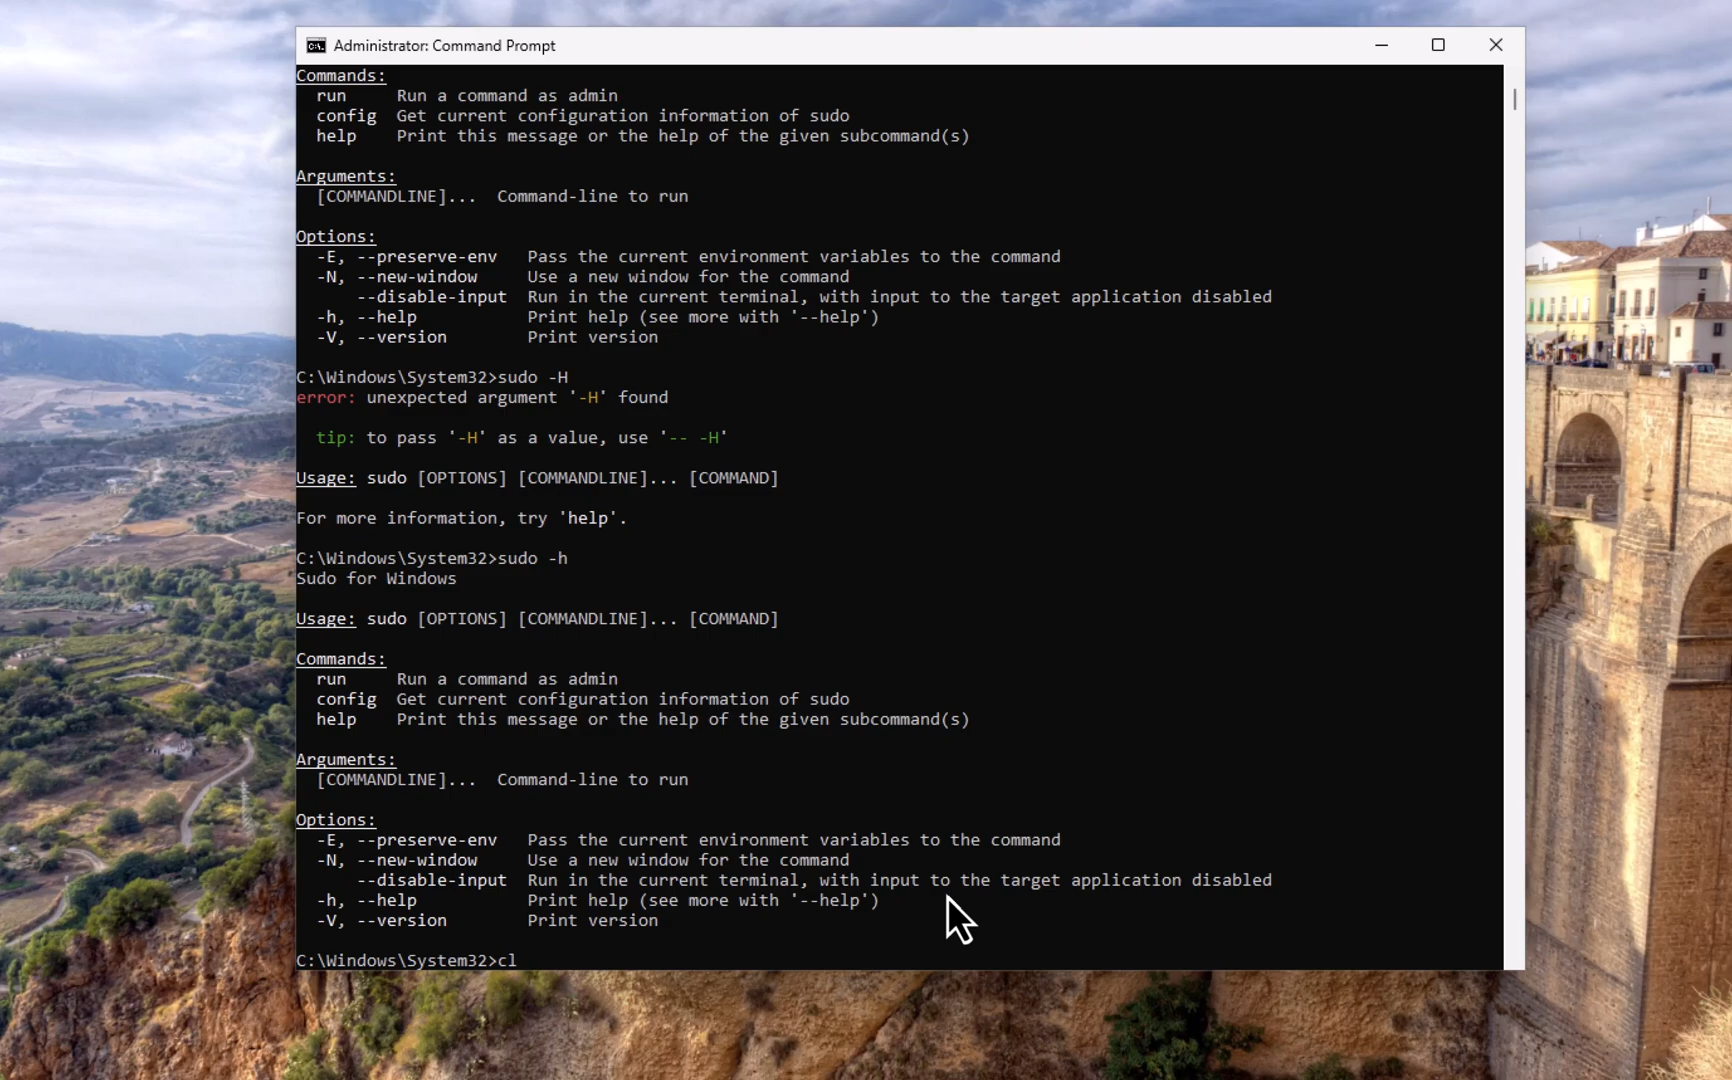 Administrator: Command Prompt
Commands:
  run     Run a command as admin
  config  Get current configuration information of sudo
  help    Print this message or the help of the given subcommand(s)
Arguments:
  [COMMANDLINE]...  Command-line to run
Options:
  -E, --preserve-env   Pass the current environment variables to the command
  -N, --new-window     Use a new window for the command
      --disable-input  Run in the current terminal, with input to the target application disabled
  -h, --help           Print help (see more with '--help')
  -V, --version        Print version
C:\Windows\System32>sudo -H
error: unexpected argument '-H' found
  tip: to pass '-H' as a value, use '-- -H'
Usage: sudo [OPTIONS] [COMMANDLINE]... [COMMAND]
For more information, try 'help'.
C:\Windows\System32>sudo -h
Sudo for Windows
Usage: sudo [OPTIONS] [COMMANDLINE]... [COMMAND]
Commands:
  run     Run a command as admin
  config  Get current configuration information of sudo
  help    Print this message or the help of the given subcommand(s)
Arguments:
  [COMMANDLINE]...  Command-line to run
Options:
  -E, --preserve-env   Pass the current environment variables to the command
  -N, --new-window     Use a new window for the command
      --disable-input  Run in the current terminal, with input to the target application disabled
  -h, --help           Print help (see more with '--help')
  -V, --version        Print version
C:\Windows\System32>cl